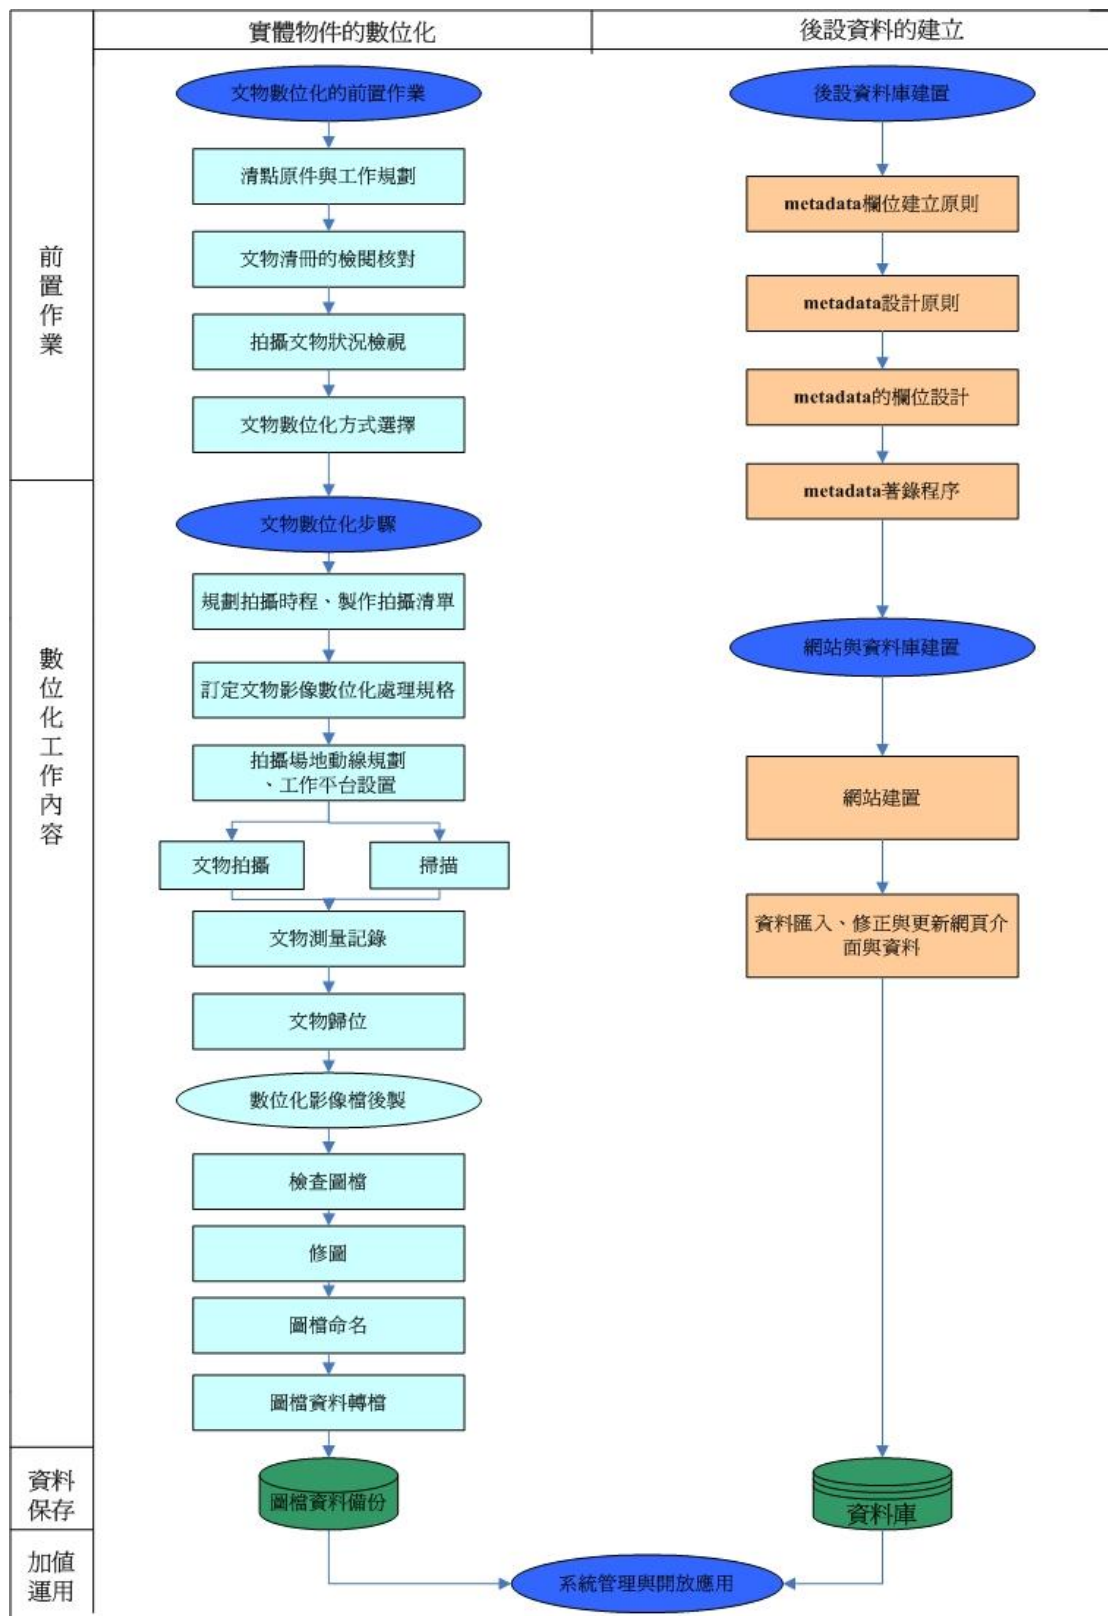 實體物件的數位化
後設資料的建立
前置作業
文物數位化的前置作業
清點原件與工作規劃
文物清冊的檢閱核對
拍攝文物狀況檢視
文物數位化方式選擇
後設資料庫建置
metadata欄位建立原則
metadata設計原則
metadata的欄位設計
metadata著錄程序
數位化工作內容
文物數位化步驟
規劃拍攝時程、製作拍攝清單
訂定文物影像數位化處理規格
拍攝場地動線規劃
、工作平台設置
文物拍攝
掃描
文物測量記錄
文物歸位
數位化影像檔後製
檢查圖檔
修圖
圖檔命名
圖檔資料轉檔
網站與資料庫建置
網站建置
資料匯入、修正與更新網頁介
面與資料
資料
保存
圖檔資料備份
資料庫
加值
運用
系統管理與開放應用